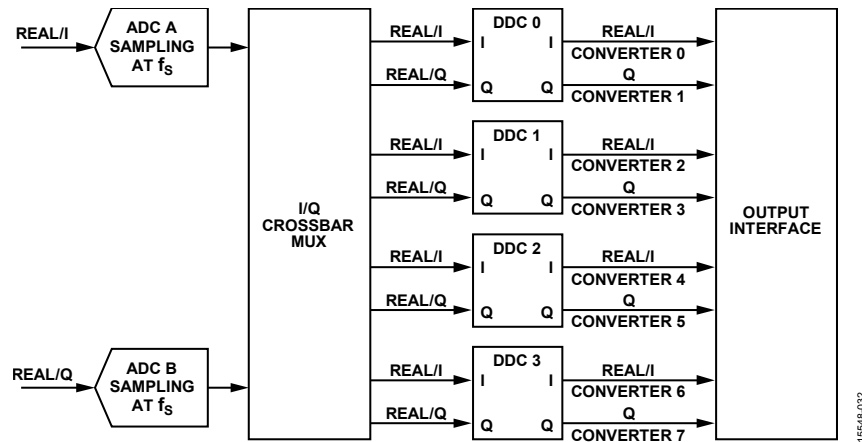 REAL/I
ADC A
SAMPLING
AT fS
REAL/Q
ADC B
SAMPLING
AT fS
I/Q
CROSSBAR
MUX
REAL/I
REAL/Q
DDC 0
I I
Q Q
REAL/I
CONVERTER 0
Q
CONVERTER 1
REAL/I
REAL/Q
DDC 1
I I
Q Q
REAL/I
CONVERTER 2
Q
CONVERTER 3
REAL/I
REAL/Q
DDC 2
I I
Q Q
REAL/I
CONVERTER 4
Q
CONVERTER 5
REAL/I
REAL/Q
DDC 3
I I
Q Q
REAL/I
CONVERTER 6
Q
CONVERTER 7
OUTPUT
INTERFACE
15548-032